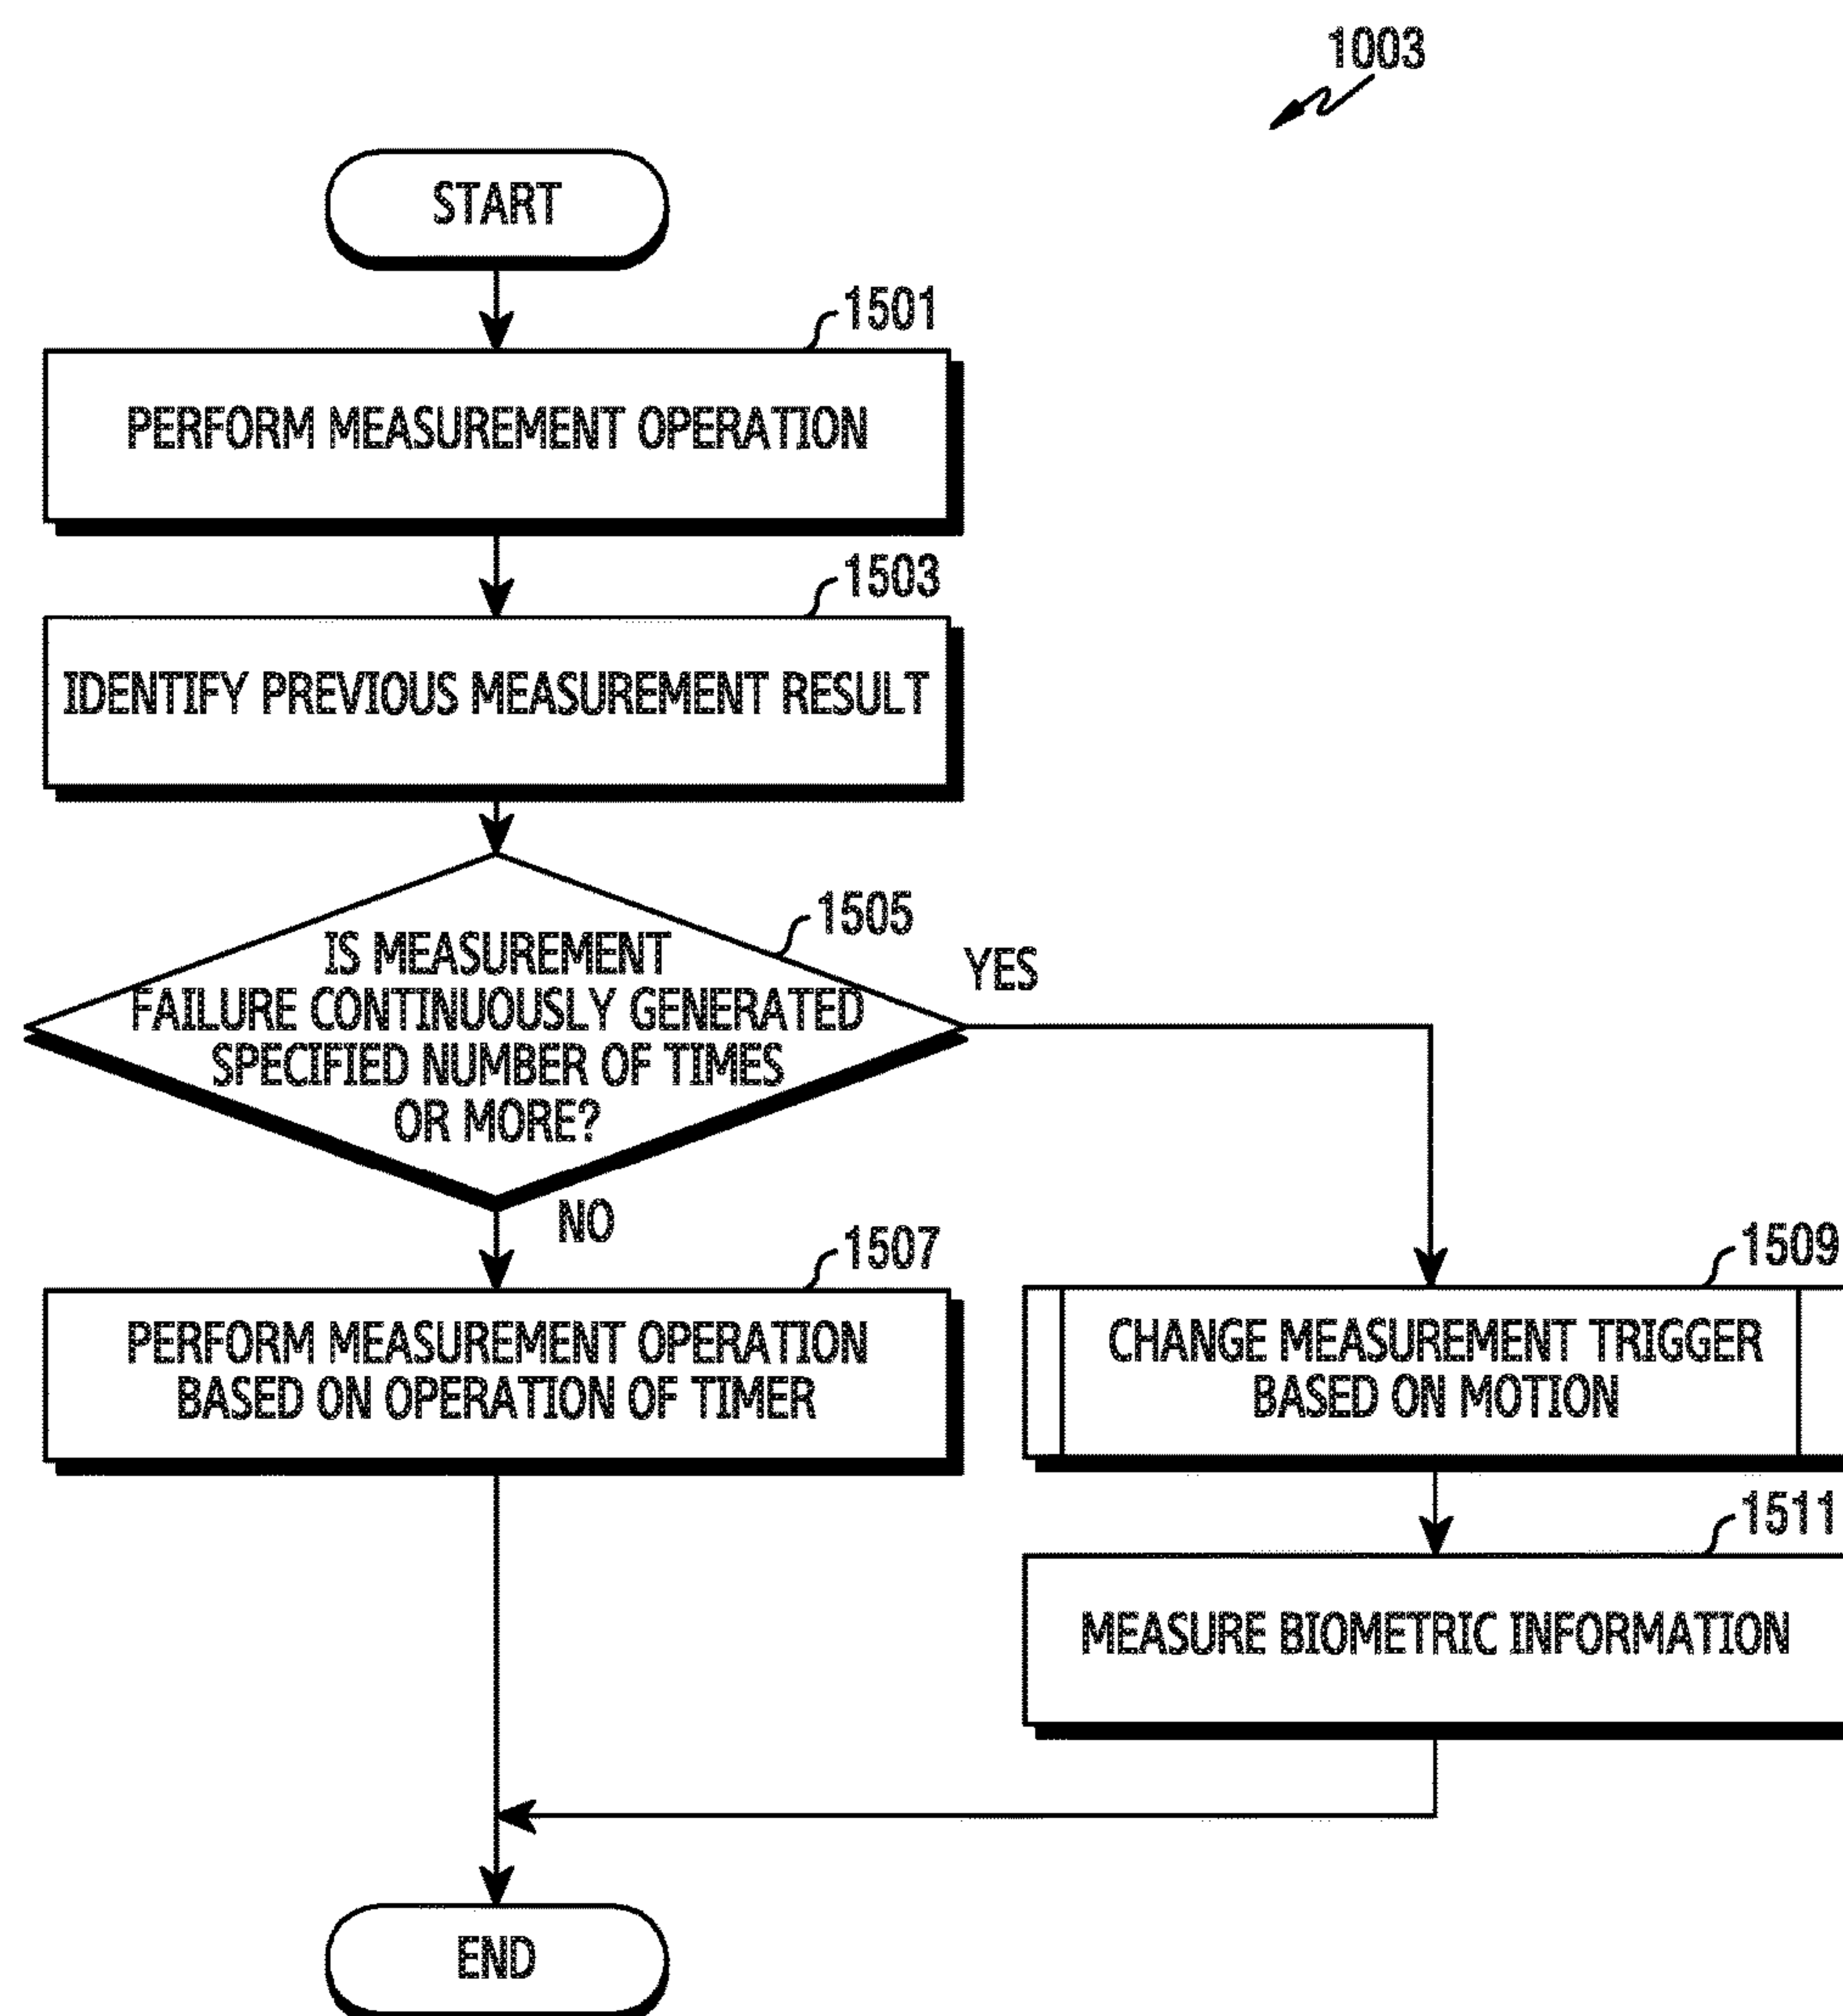 1003
START
1501
PERFORM MEASUREMENT OPERATION
1503
IDENTIFY PREVIOUS MEASUREMENT RESULT
1505
IS MEASUREMENT
FAILURE CONTINUOUSLY GENERATED
SPECIFIED NUMBER OF TIMES
OR MORE?
YES
NO
1507
PERFORM MEASUREMENT OPERATION
BASED ON OPERATION OF TIMER
1509
CHANGE MEASUREMENT TRIGGER
BASED ON MOTION
1511
MEASURE BIOMETRIC INFORMATION
END